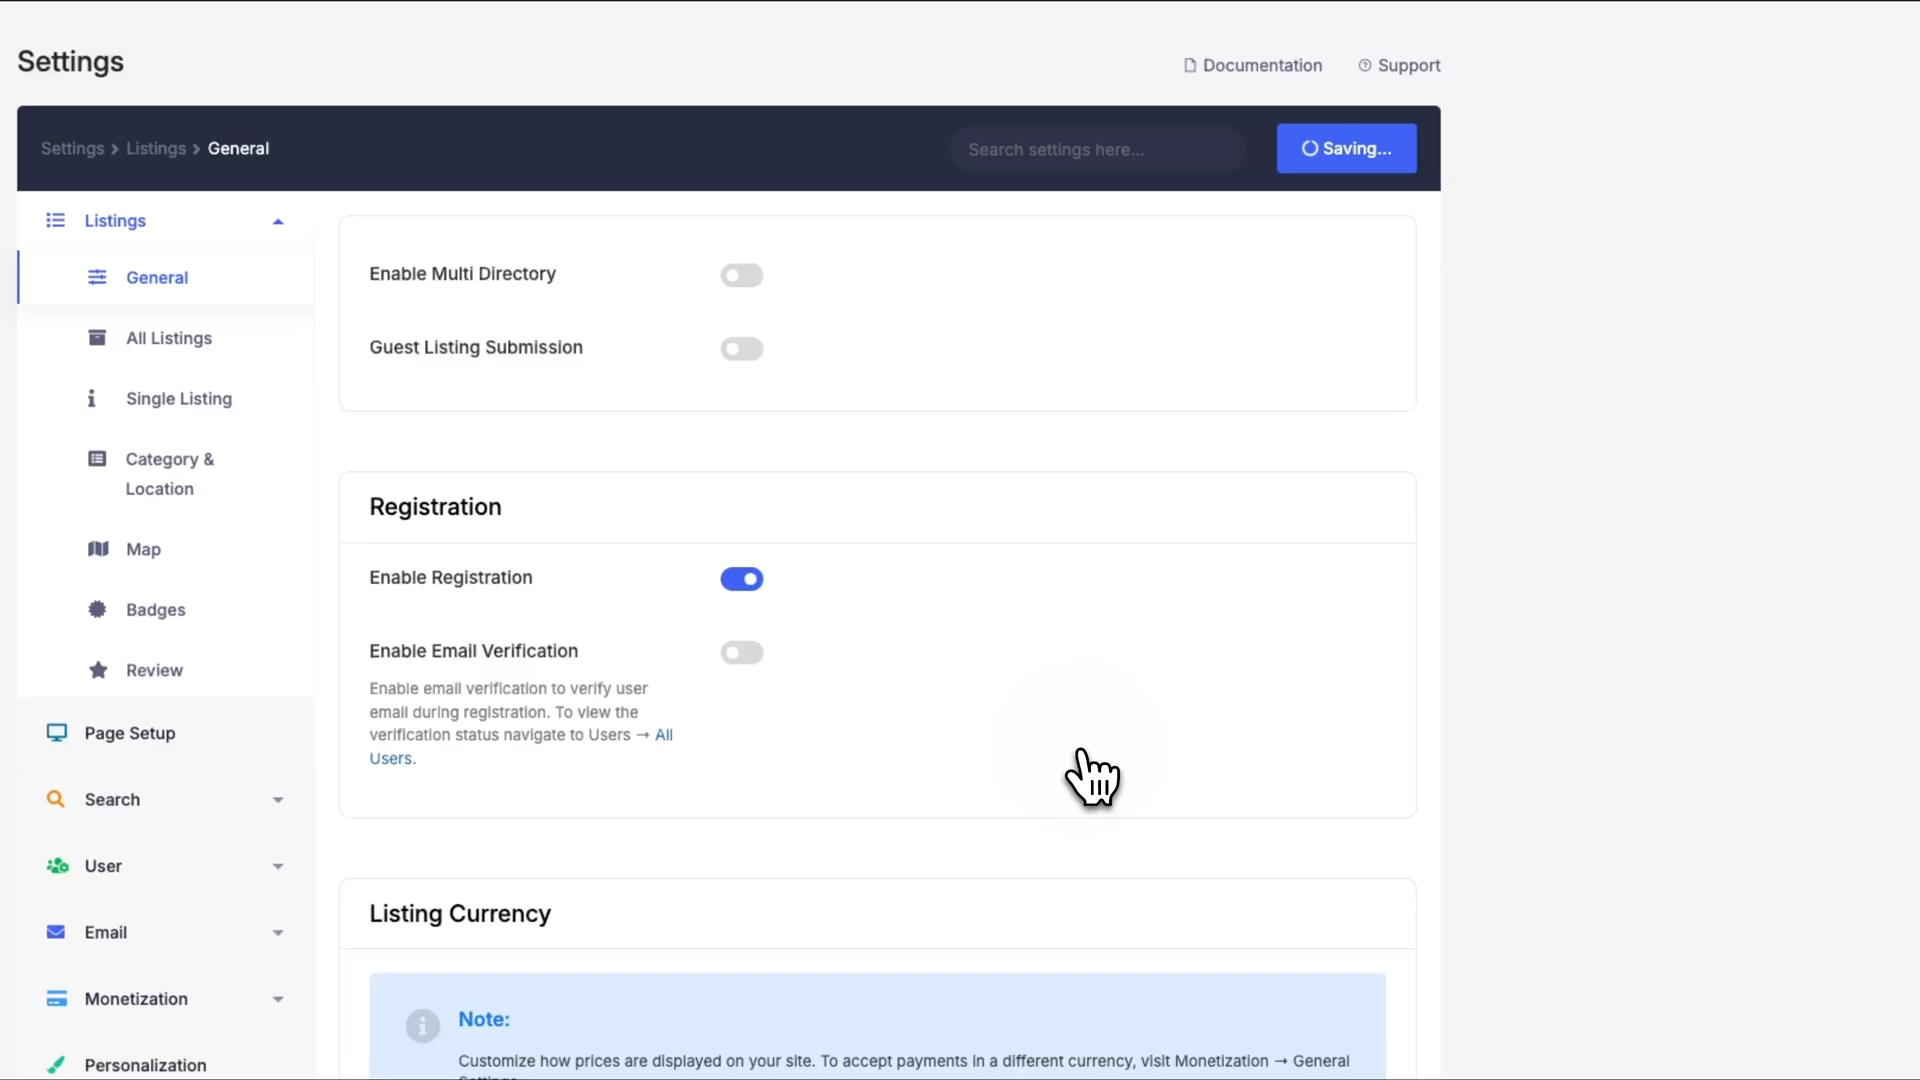 Settings
Documentation
Support
Settings > Listings > General
Search settings here...
Saving...
Listings
General
All Listings
Single Listing
Category &
Location
Map
Badges
Review
Page Setup
Search
User
Email
Monetization
Personalization
Enable Multi Directory
Guest Listing Submission
Registration
Enable Registration
Enable Email Verification
Enable email verification to verify user
email during registration. To view the
verification status navigate to Users → All
Users.
Listing Currency
Note:
Customize how prices are displayed on your site. To accept payments in a different currency, visit Monetization → General